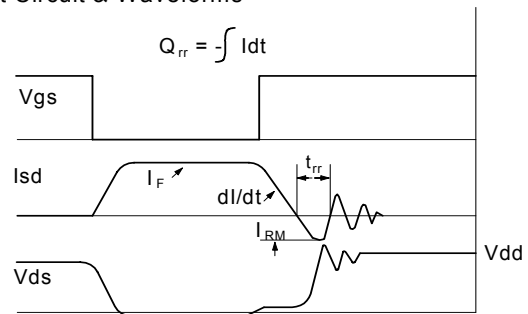 t Circuit & Waveforms
Qrr = -∫ Idt
Vgs
Isd
IF
dI/dt
trr
IRM
Vds
Vdd